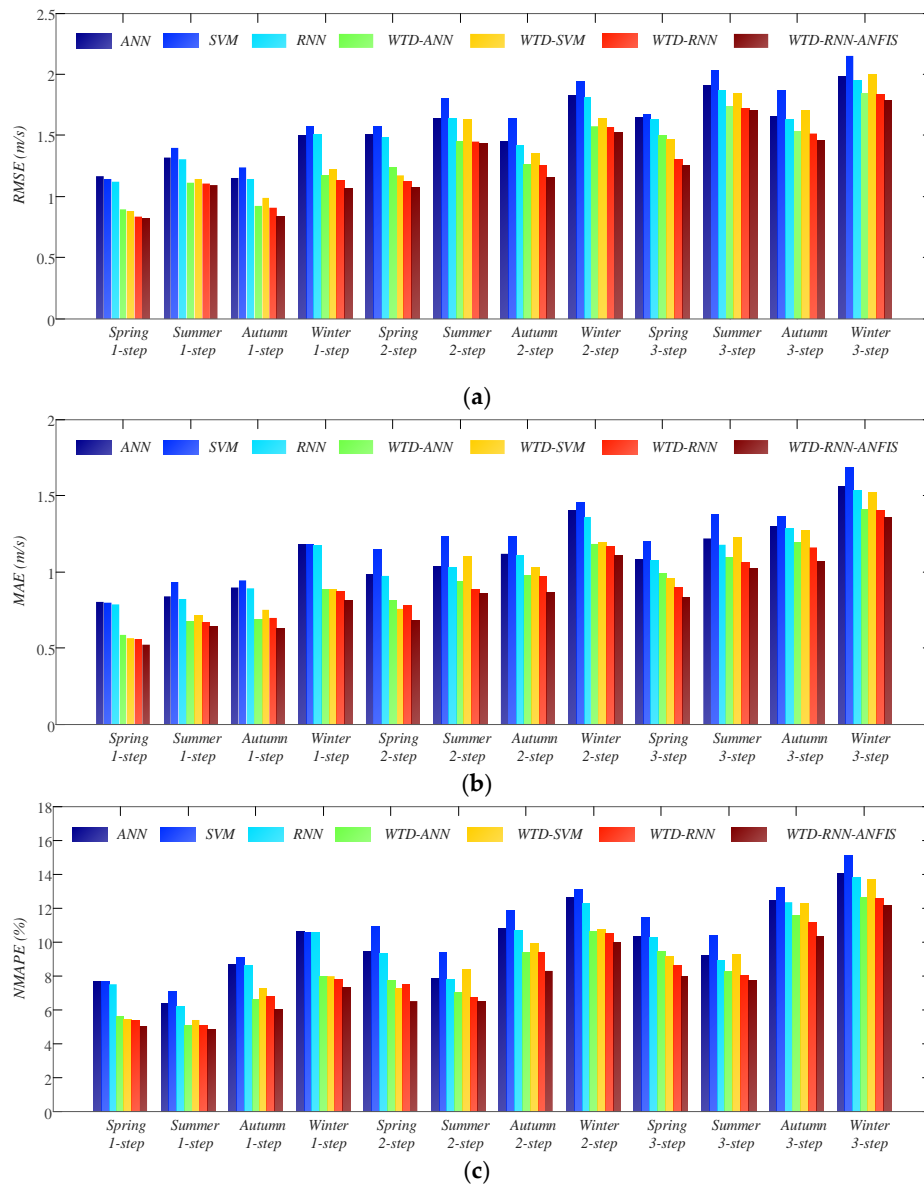 2.5
ANN SVM RNN WTD-ANN WTD-SVM WTD-RNN WTD-RNN-ANFIS
2
1.5
1
0.5
0
RMSE (m/s)
Spring Summer Autumn Winter Spring Summer Autumn Winter Spring Summer Autumn Winter
1-step 1-step 1-step 1-step 2-step 2-step 2-step 2-step 3-step 3-step 3-step 3-step
(a)
2
ANN SVM RNN WTD-ANN WTD-SVM WTD-RNN WTD-RNN-ANFIS
1.5
1
0.5
0
MAE (m/s)
Spring Summer Autumn Winter Spring Summer Autumn Winter Spring Summer Autumn Winter
1-step 1-step 1-step 1-step 2-step 2-step 2-step 2-step 3-step 3-step 3-step 3-step
(b)
18
ANN SVM RNN WTD-ANN WTD-SVM WTD-RNN WTD-RNN-ANFIS
16
14
12
10
8
6
4
2
0
NMAPE (%)
Spring Summer Autumn Winter Spring Summer Autumn Winter Spring Summer Autumn Winter
1-step 1-step 1-step 1-step 2-step 2-step 2-step 2-step 3-step 3-step 3-step 3-step
(c)